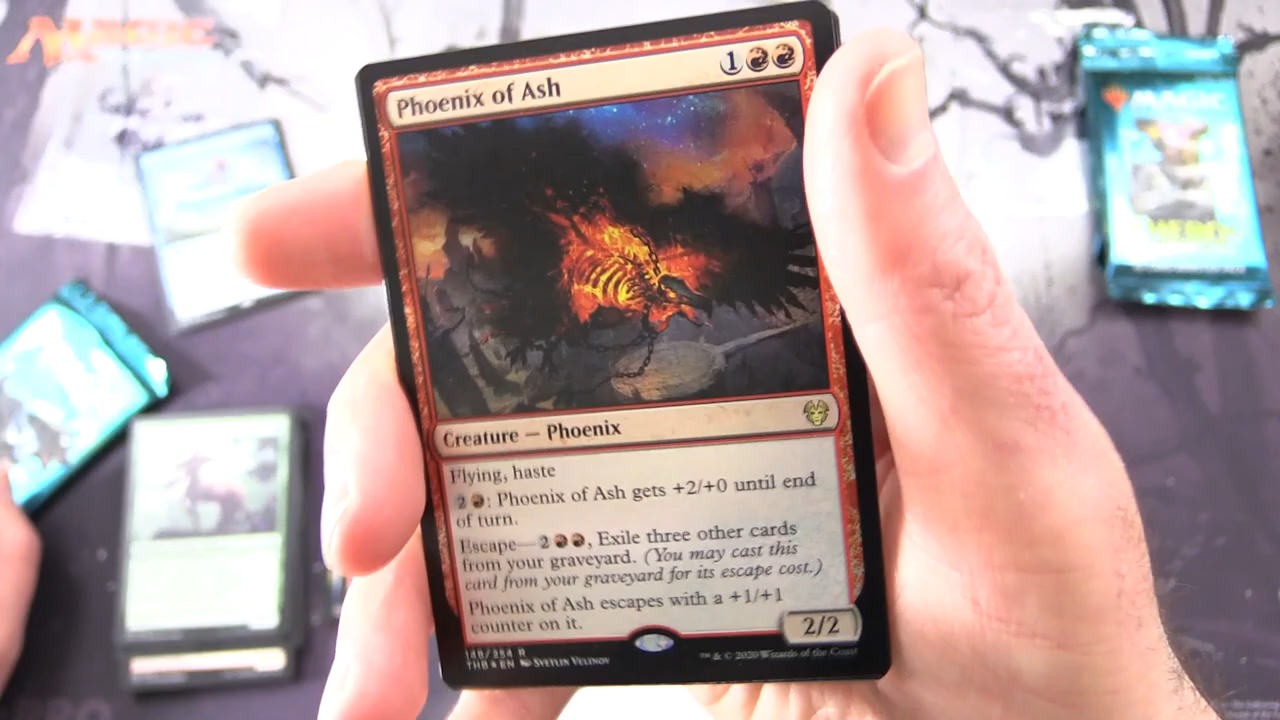 MAGIC
Phoenix of Ash
1
MAGIC
Creature — Phoenix
Flying, haste
2 : Phoenix of Ash gets +2/+0 until end
of turn.
Escape—2 , Exile three other cards
from your graveyard. (You may cast this
card from your graveyard for its escape cost.)
Phoenix of Ash escapes with a +1/+1
counter on it.
2/2
148/254 R
THB ★ EN Svetlin Velinov
™ & © 2020 Wizards of the Coast